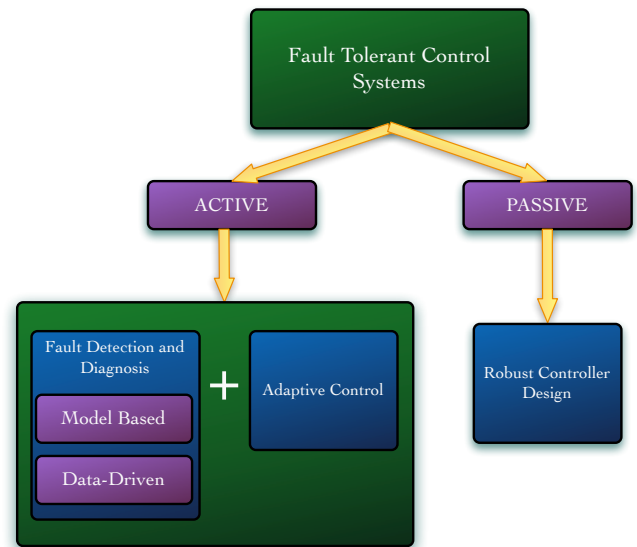 Fault Tolerant Control
Systems
ACTIVE
PASSIVE
Fault Detection and
Diagnosis
Model Based
Data-Driven
+
Adaptive Control
Robust Controller
Design